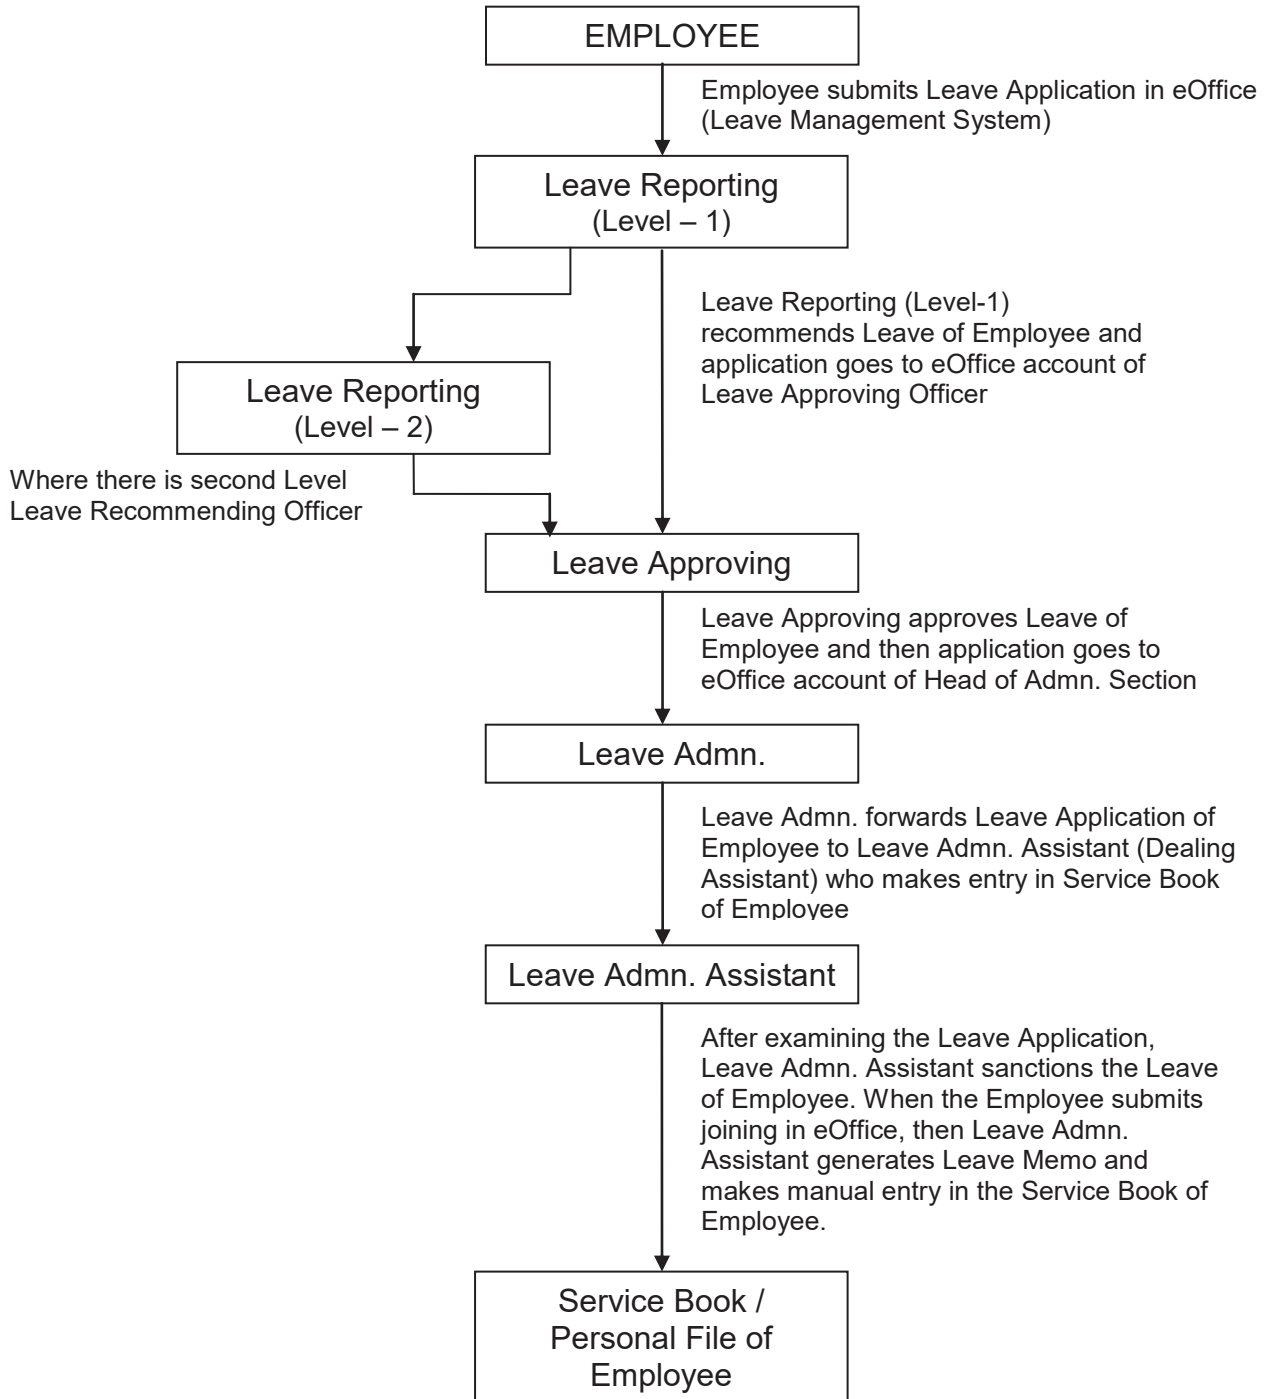 EMPLOYEE
Employee submits Leave Application in eOffice
(Leave Management System)
Leave Reporting
(Level – 1)
Leave Reporting (Level-1)
recommends Leave of Employee and
application goes to eOffice account of
Leave Approving Officer
Leave Reporting
(Level – 2)
Where there is second Level
Leave Recommending Officer
Leave Approving
Leave Approving approves Leave of
Employee and then application goes to
eOffice account of Head of Admn. Section
Leave Admn.
Leave Admn. forwards Leave Application of
Employee to Leave Admn. Assistant (Dealing
Assistant) who makes entry in Service Book
of Employee
Leave Admn. Assistant
After examining the Leave Application,
Leave Admn. Assistant sanctions the Leave
of Employee. When the Employee submits
joining in eOffice, then Leave Admn.
Assistant generates Leave Memo and
makes manual entry in the Service Book of
Employee.
Service Book /
Personal File of
Employee